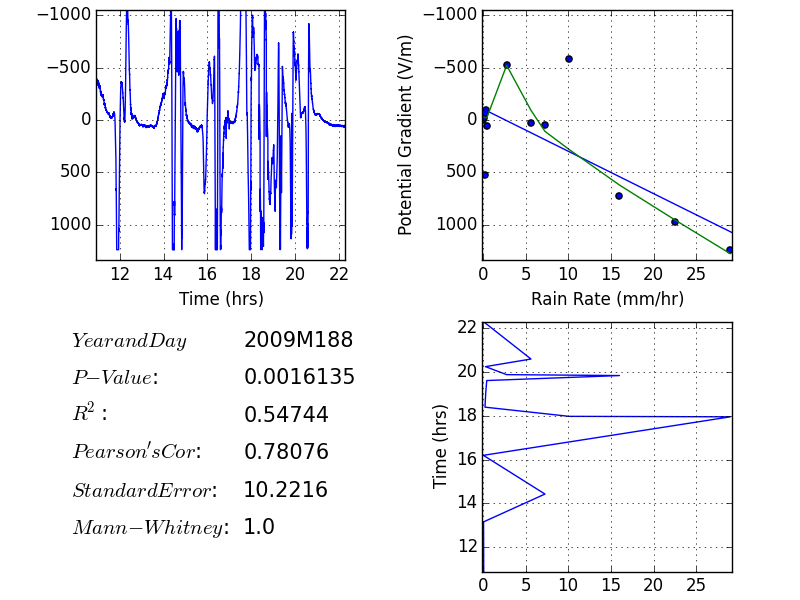 −1000
−500
0
500
1000
12 14 16 18 20 22
Time (hrs)
Potential Gradient (V/m)
−1000
−500
0
500
1000
0 5 10 15 20 25
Rain Rate (mm/hr)
YearandDay 2009M188
P−Value: 0.0016135
R²: 0.54744
Pearson'sCor: 0.78076
StandardError: 10.2216
Mann−Whitney: 1.0
Time (hrs)
22
20
18
16
14
12
0 5 10 15 20 25